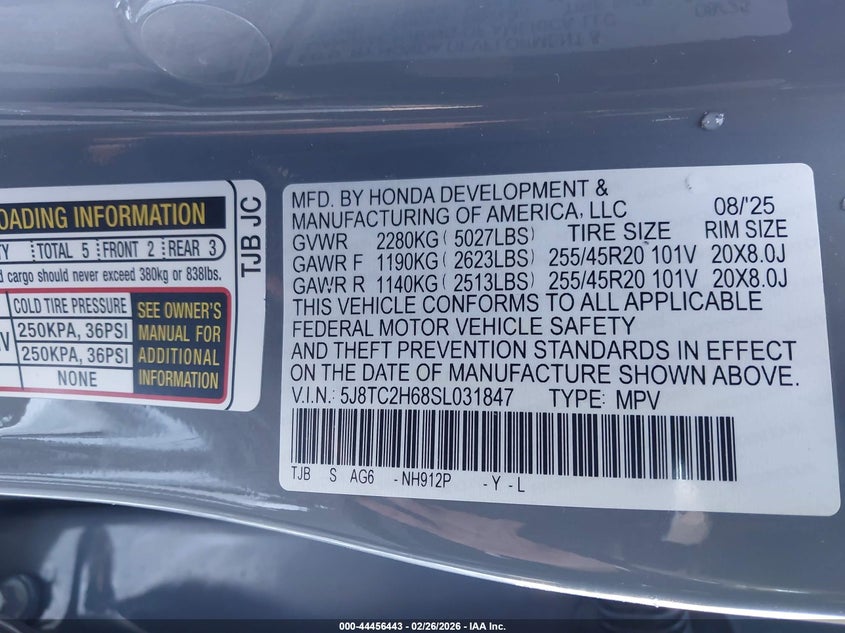 OADING INFORMATION
TY TOTAL 5 FRONT 2 REAR 3
d cargo should never exceed 380kg or 838lbs.
COLD TIRE PRESSURE
V 250KPA, 36PSI
250KPA, 36PSI
NONE
SEE OWNER'S
MANUAL FOR
ADDITIONAL
INFORMATION
TJB JC
MFD. BY HONDA DEVELOPMENT &
MANUFACTURING OF AMERICA, LLC 08/'25
GVWR 2280KG ( 5027LBS) TIRE SIZE RIM SIZE
GAWR F 1190KG ( 2623LBS) 255/45R20 101V 20X8.0J
GAWR R 1140KG ( 2513LBS) 255/45R20 101V 20X8.0J
THIS VEHICLE CONFORMS TO ALL APPLICABLE
FEDERAL MOTOR VEHICLE SAFETY
AND THEFT PREVENTION STANDARDS IN EFFECT
ON THE DATE OF MANUFACTURE SHOWN ABOVE.
V.I.N.: 5J8TC2H68SL031847 TYPE: MPV
TJB S AG6 -NH912P -Y -L
000-44456443 - 02/26/2026 - IAA Inc.